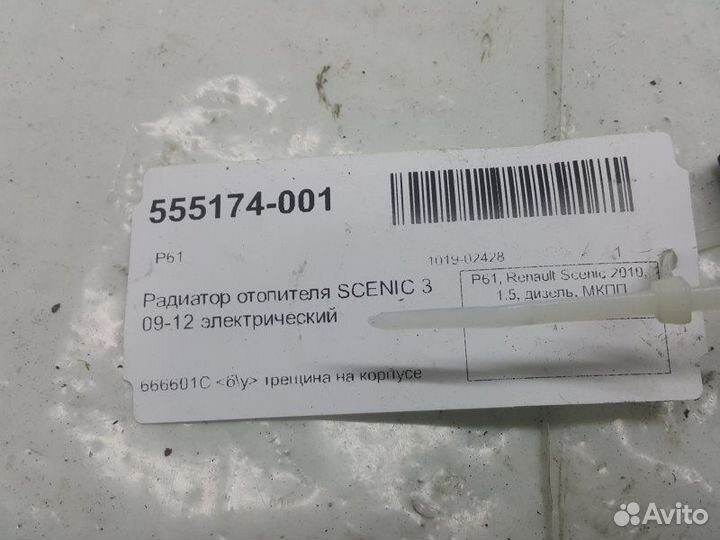 555174-001
P61
1019-02428 1
Радиатор отопителя SCENIC 3
09-12 электрический
P61, Renault Scenic 2010,
1.5, дизель, МКПП
666601C <б\у> трещина на корпусе
Avito